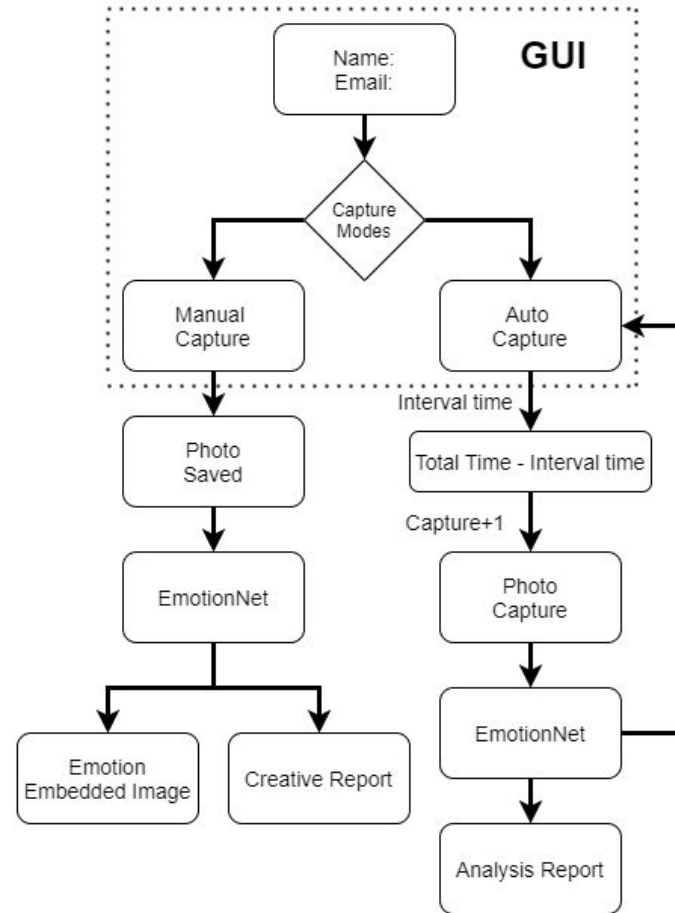 GUI
Name:
Email:
Capture
Modes
Manual
Capture
Auto
Capture
Interval time
Photo
Saved
Total Time - Interval time
Capture+1
EmotionNet
Photo
Capture
Emotion
Embedded Image
Creative Report
EmotionNet
Analysis Report